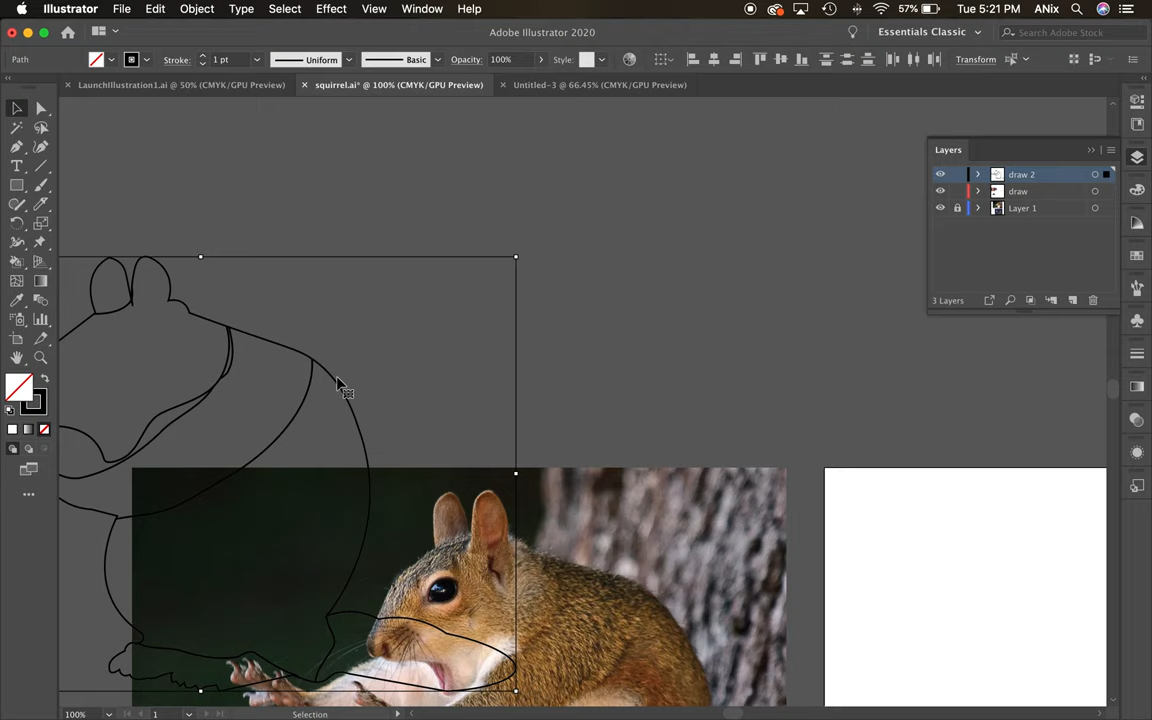 Illustrator File Edit Object Type Select Effect View Window Help 57% Tue 5:21 PM ANix
Adobe Illustrator 2020 Essentials Classic Search Adobe Stock
Path Stroke: 1 pt Uniform Basic Opacity: 100% Style: Transform
LaunchIllustration1.ai @ 50% (CMYK/GPU Preview) squirrel.ai* @ 100% (CMYK/GPU Preview) Untitled-3 @ 66.45% (CMYK/GPU Preview)
Layers
draw 2
draw
Layer 1
3 Layers
100% 1 Selection